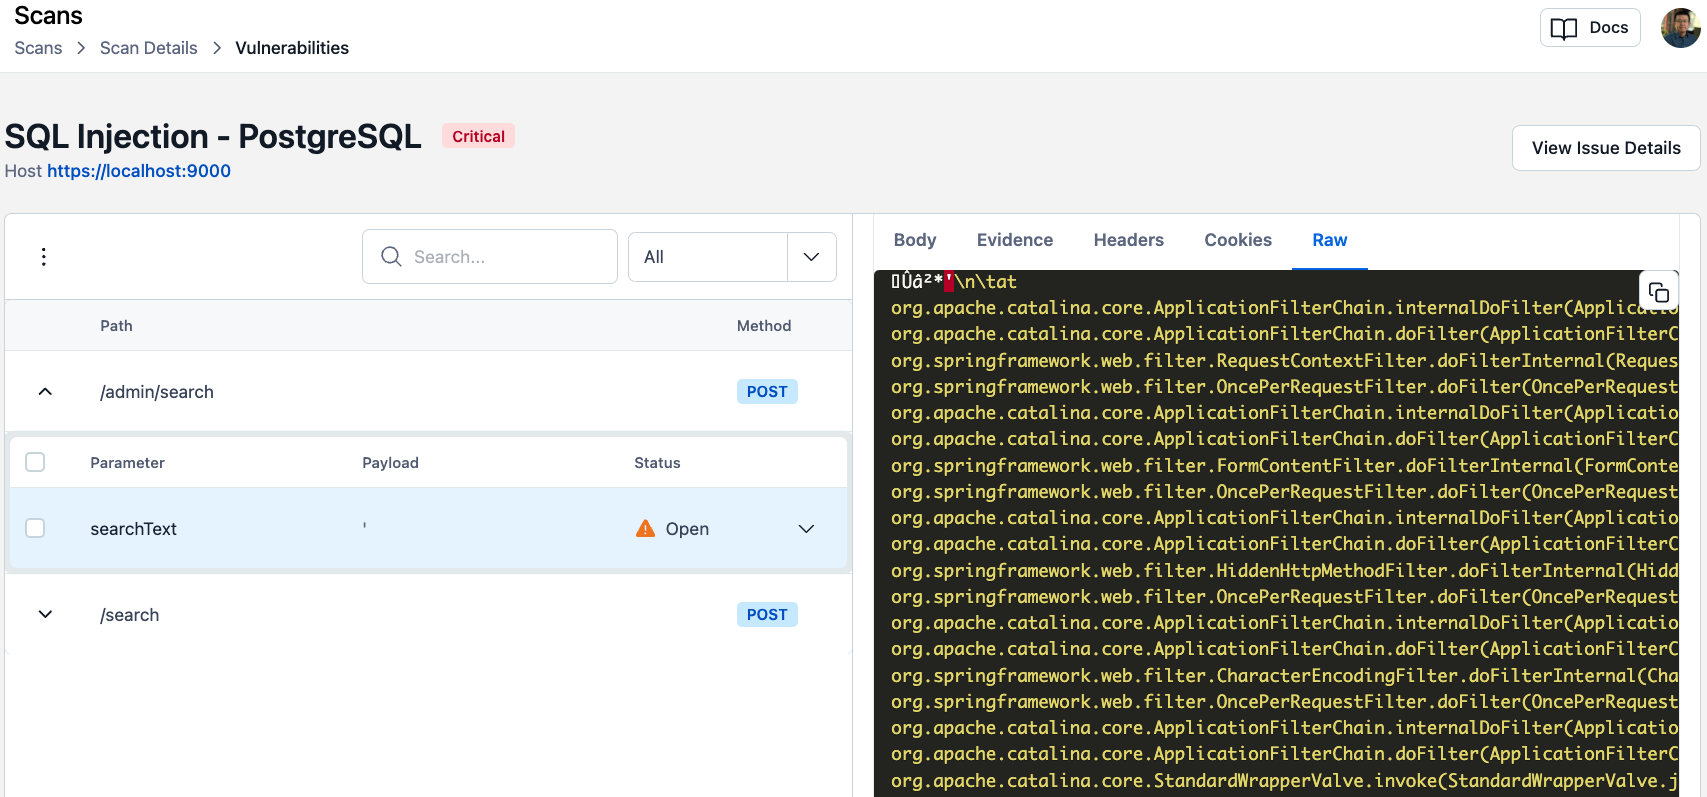 Scans
Scans > Scan Details > Vulnerabilities
Docs
SQL Injection - PostgreSQL Critical
Host https://localhost:9000
View Issue Details
Search...
All
Path Method
/admin/search POST
Parameter Payload Status
searchText ' Open
/search POST
Body Evidence Headers Cookies Raw
Ûâ²*'\n\tat
org.apache.catalina.core.ApplicationFilterChain.internalDoFilter(Applicatio
org.apache.catalina.core.ApplicationFilterChain.doFilter(ApplicationFilterC
org.springframework.web.filter.RequestContextFilter.doFilterInternal(Reques
org.springframework.web.filter.OncePerRequestFilter.doFilter(OncePerRequest
org.apache.catalina.core.ApplicationFilterChain.internalDoFilter(Applicatio
org.apache.catalina.core.ApplicationFilterChain.doFilter(ApplicationFilterC
org.springframework.web.filter.FormContentFilter.doFilterInternal(FormConte
org.springframework.web.filter.OncePerRequestFilter.doFilter(OncePerRequest
org.apache.catalina.core.ApplicationFilterChain.internalDoFilter(Applicatio
org.apache.catalina.core.ApplicationFilterChain.doFilter(ApplicationFilterC
org.springframework.web.filter.HiddenHttpMethodFilter.doFilterInternal(Hidd
org.springframework.web.filter.OncePerRequestFilter.doFilter(OncePerRequest
org.apache.catalina.core.ApplicationFilterChain.internalDoFilter(Applicatio
org.apache.catalina.core.ApplicationFilterChain.doFilter(ApplicationFilterC
org.springframework.web.filter.CharacterEncodingFilter.doFilterInternal(Cha
org.springframework.web.filter.OncePerRequestFilter.doFilter(OncePerRequest
org.apache.catalina.core.ApplicationFilterChain.internalDoFilter(Applicatio
org.apache.catalina.core.ApplicationFilterChain.doFilter(ApplicationFilterC
org.apache.catalina.core.StandardWrapperValve.invoke(StandardWrapperValve.j